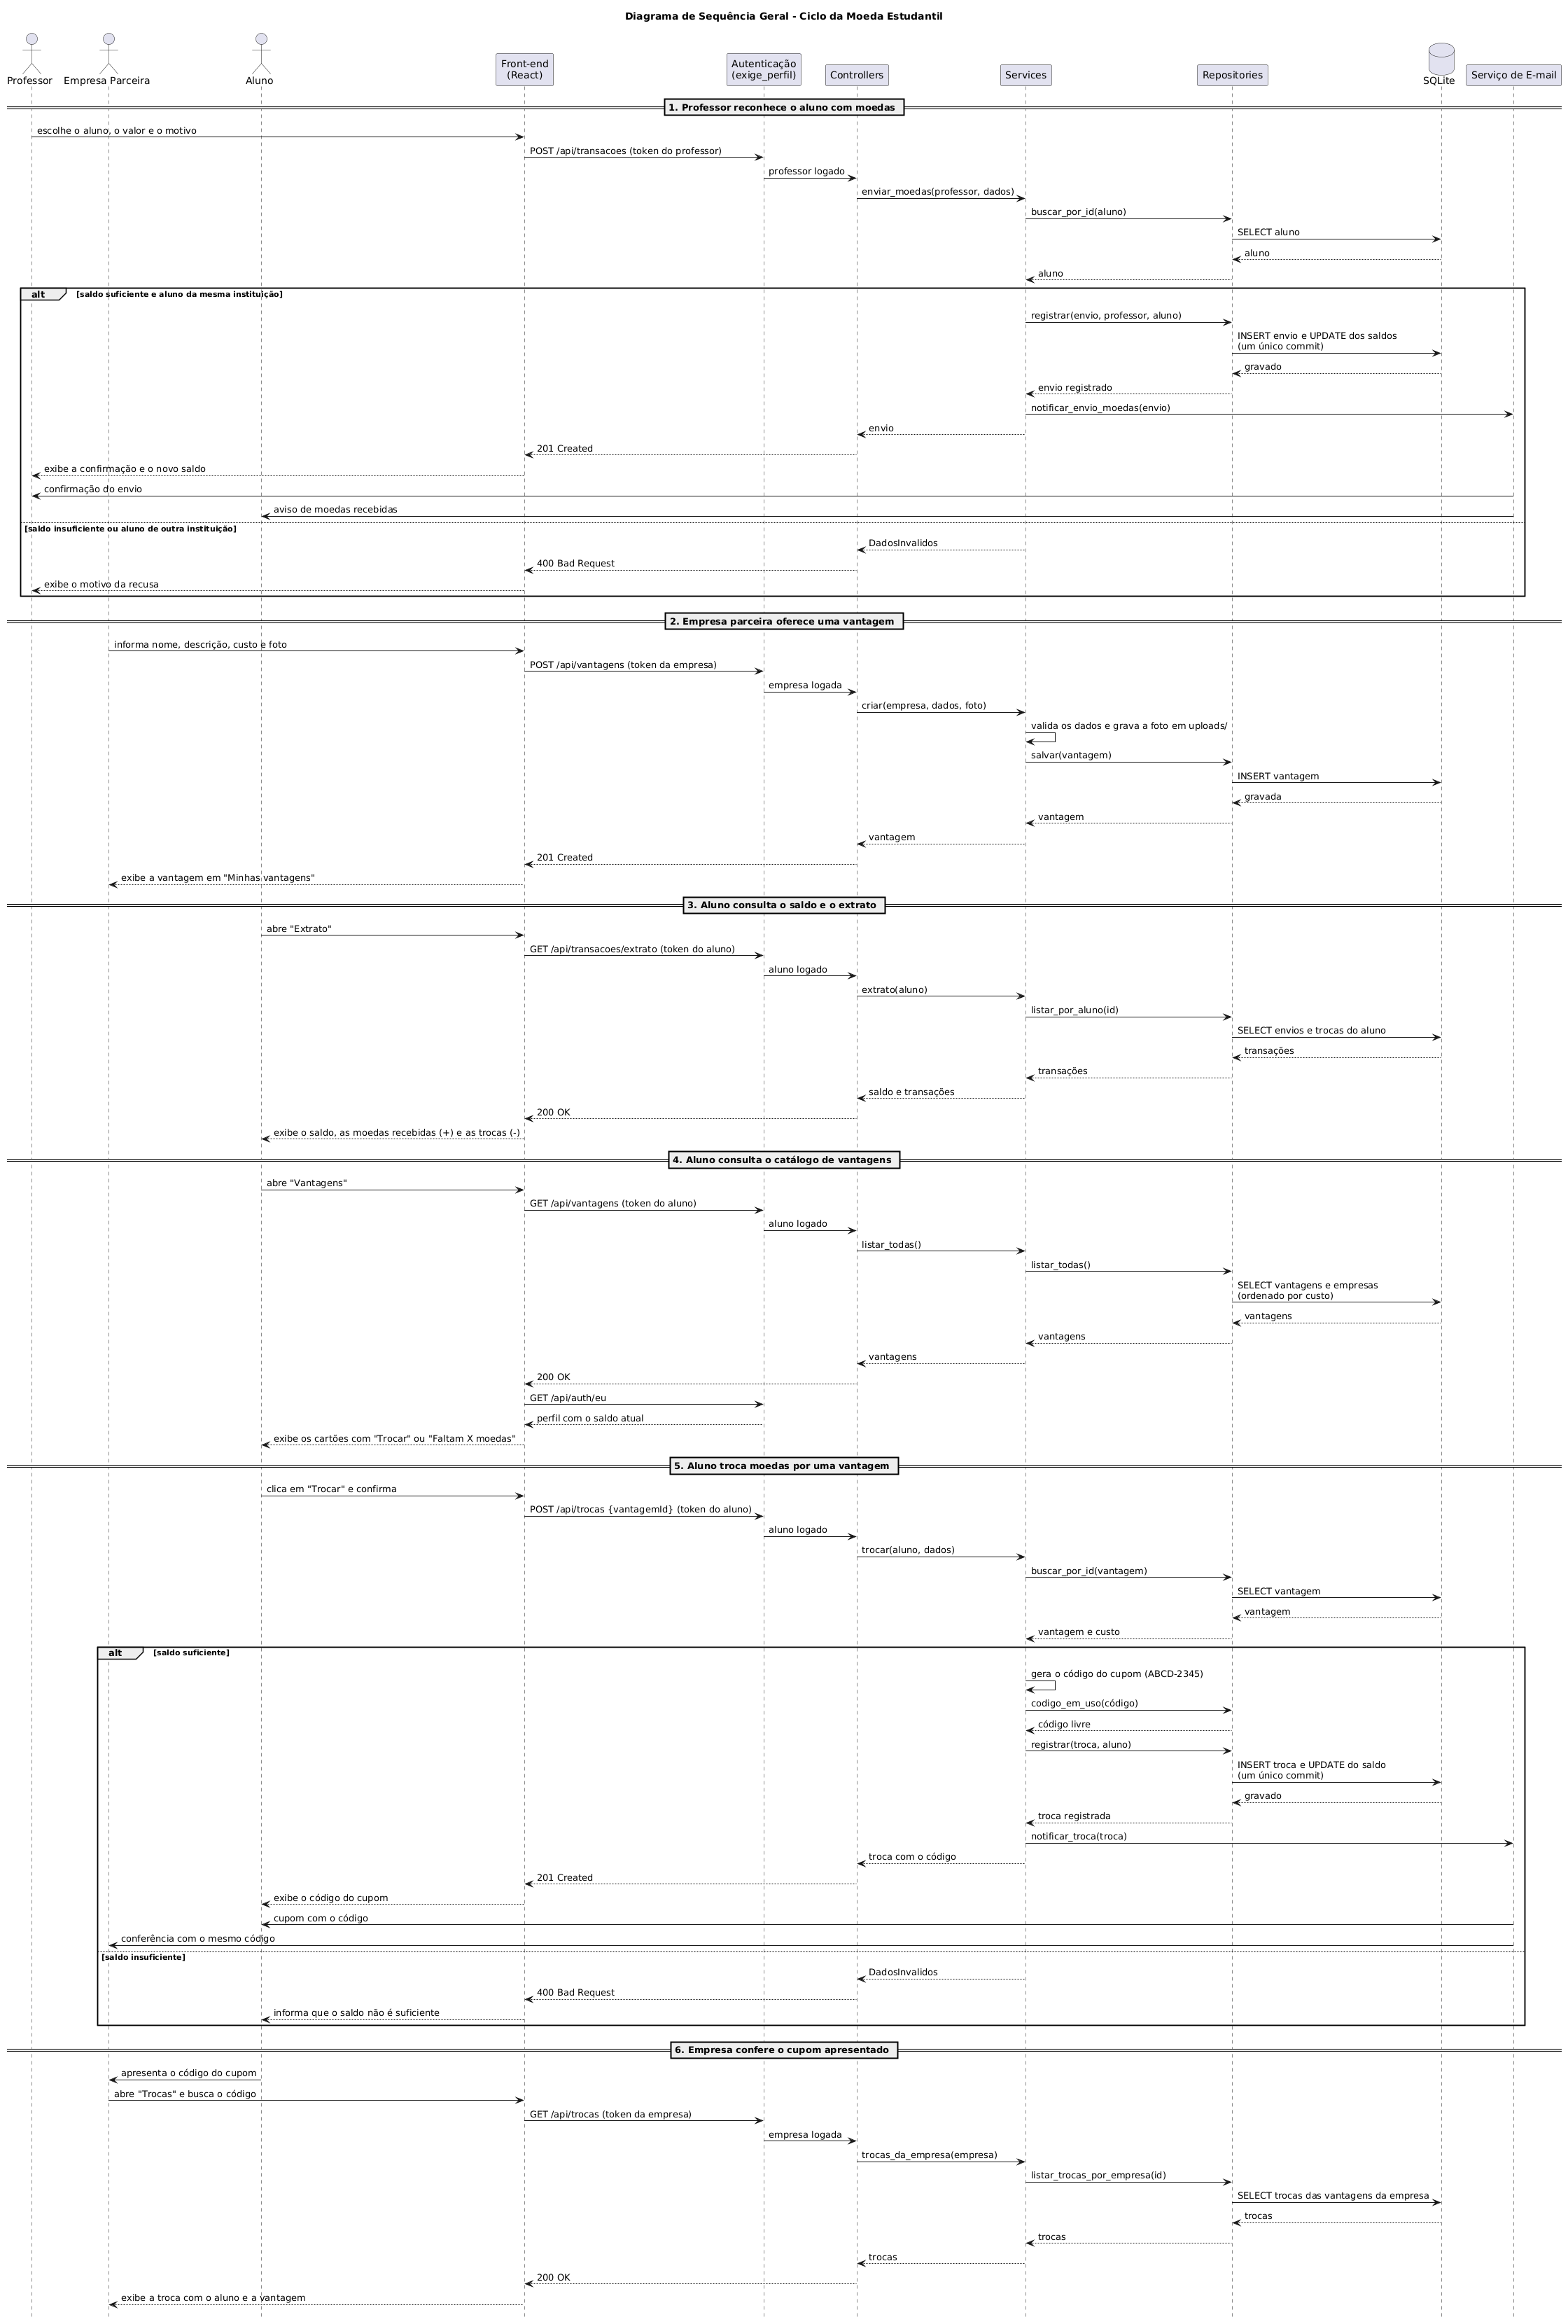 Diagrama de Sequência Geral - Ciclo da Moeda Estudantil
Professor
Empresa Parceira
Aluno
Front-end
(React)
Autenticação
(exige_perfil)
Controllers
Services
Repositories
SQLite
Serviço de E-mail
1. Professor reconhece o aluno com moedas
escolhe o aluno, o valor e o motivo
POST /api/transacoes (token do professor)
professor logado
enviar_moedas(professor, dados)
buscar_por_id(aluno)
SELECT aluno
aluno
aluno
alt [saldo suficiente e aluno da mesma instituição]
registrar(envio, professor, aluno)
INSERT envio e UPDATE dos saldos
(um único commit)
gravado
envio registrado
notificar_envio_moedas(envio)
envio
201 Created
exibe a confirmação e o novo saldo
confirmação do envio
aviso de moedas recebidas
[saldo insuficiente ou aluno de outra instituição]
DadosInvalidos
400 Bad Request
exibe o motivo da recusa
2. Empresa parceira oferece uma vantagem
informa nome, descrição, custo e foto
POST /api/vantagens (token da empresa)
empresa logada
criar(empresa, dados, foto)
valida os dados e grava a foto em uploads/
salvar(vantagem)
INSERT vantagem
gravada
vantagem
vantagem
201 Created
exibe a vantagem em "Minhas vantagens"
3. Aluno consulta o saldo e o extrato
abre "Extrato"
GET /api/transacoes/extrato (token do aluno)
aluno logado
extrato(aluno)
listar_por_aluno(id)
SELECT envios e trocas do aluno
transações
transações
saldo e transações
200 OK
exibe o saldo, as moedas recebidas (+) e as trocas (-)
4. Aluno consulta o catálogo de vantagens
abre "Vantagens"
GET /api/vantagens (token do aluno)
aluno logado
listar_todas()
listar_todas()
SELECT vantagens e empresas
(ordenado por custo)
vantagens
vantagens
vantagens
200 OK
GET /api/auth/eu
perfil com o saldo atual
exibe os cartões com "Trocar" ou "Faltam X moedas"
5. Aluno troca moedas por uma vantagem
clica em "Trocar" e confirma
POST /api/trocas {vantagemId} (token do aluno)
aluno logado
trocar(aluno, dados)
buscar_por_id(vantagem)
SELECT vantagem
vantagem
vantagem e custo
alt [saldo suficiente]
gera o código do cupom (ABCD-2345)
codigo_em_uso(código)
código livre
registrar(troca, aluno)
INSERT troca e UPDATE do saldo
(um único commit)
gravado
troca registrada
notificar_troca(troca)
troca com o código
201 Created
exibe o código do cupom
cupom com o código
conferência com o mesmo código
[saldo insuficiente]
DadosInvalidos
400 Bad Request
informa que o saldo não é suficiente
6. Empresa confere o cupom apresentado
apresenta o código do cupom
abre "Trocas" e busca o código
GET /api/trocas (token da empresa)
empresa logada
trocas_da_empresa(empresa)
listar_trocas_por_empresa(id)
SELECT trocas das vantagens da empresa
trocas
trocas
trocas
200 OK
exibe a troca com o aluno e a vantagem